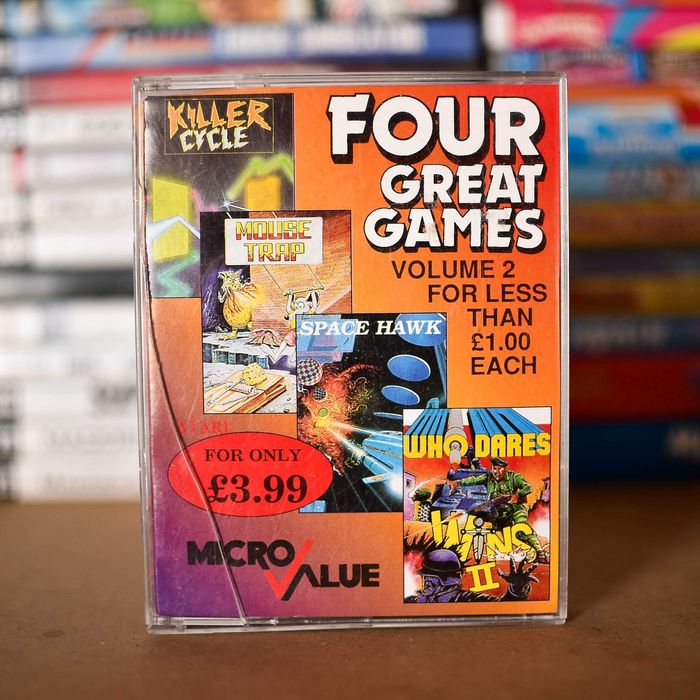 KILLER
CYCLE
FOUR
GREAT
GAMES
VOLUME 2
FOR LESS
THAN
£1.00
EACH
MOUSE
TRAP
SPACE HAWK
WHO DARES
WINS
II
ATARI
FOR ONLY
£3.99
MICRO VALUE